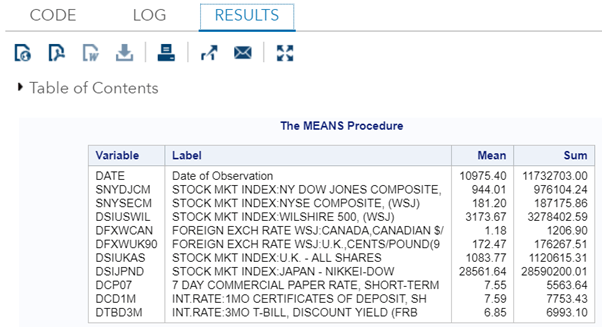 CODE LOG RESULTS
Table of Contents
The MEANS Procedure
Variable Label Mean Sum
DATE Date of Observation 10975.40 11732703.00
SNYDJCM STOCK MKT INDEX:NY DOW JONES COMPOSITE, 944.01 976104.24
SNYSECM STOCK MKT INDEX:NYSE COMPOSITE, (WSJ) 181.20 187175.86
DSIUSWIL STOCK MKT INDEX:WILSHIRE 500, (WSJ) 3173.67 3278402.59
DFXWCAN FOREIGN EXCH RATE WSJ:CANADA,CANADIAN $/ 1.18 1206.90
DFXWUK90 FOREIGN EXCH RATE WSJ:U.K.,CENTS/POUND(9 172.47 176267.51
DSIUKAS STOCK MKT INDEX:U.K. - ALL SHARES 1083.77 1120615.31
DSIJPND STOCK MKT INDEX:JAPAN - NIKKEI-DOW 28561.64 28590200.01
DCP07 7 DAY COMMERCIAL PAPER RATE, SHORT-TERM 7.55 5563.64
DCD1M INT.RATE:1MO CERTIFICATES OF DEPOSIT, SH 7.59 7753.43
DTBD3M INT.RATE:3MO T-BILL, DISCOUNT YIELD (FRB 6.85 6993.10